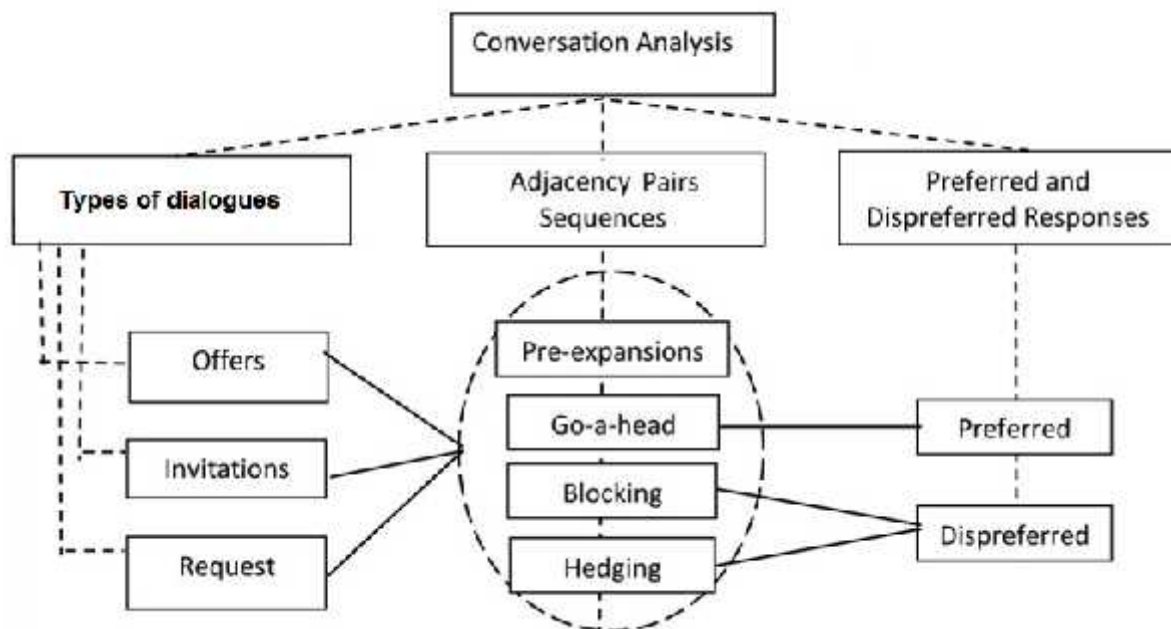 Conversation Analysis
Types of dialogues
Adjacency Pairs
Sequences
Preferred and
Dispreferred Responses
Offers
Invitations
Request
Pre-expansions
Go-a-head
Blocking
Hedging
Preferred
Dispreferred